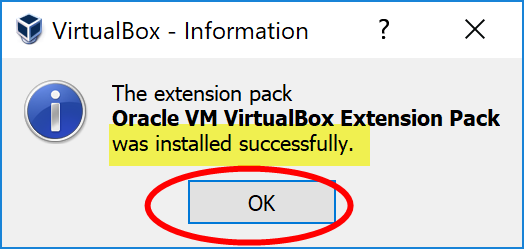 VirtualBox - Information ?
The extension pack
Oracle VM VirtualBox Extension Pack
was installed successfully.
OK